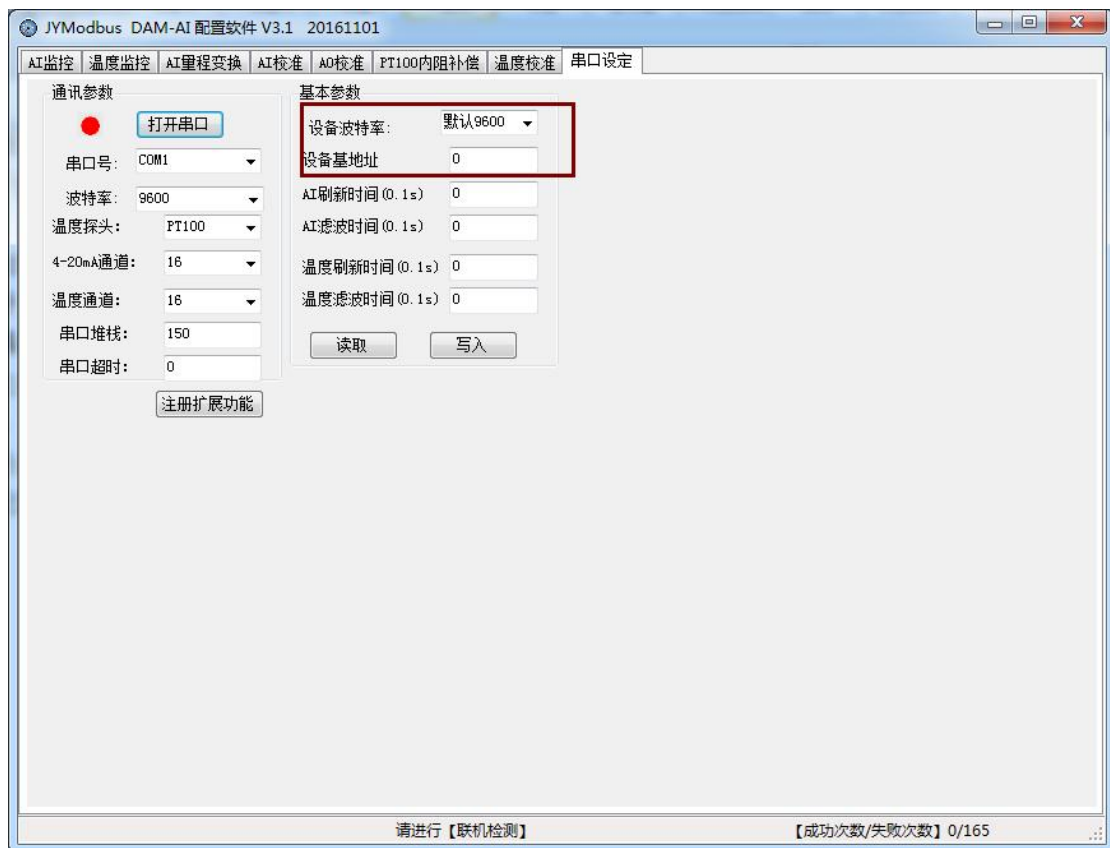 JYModbus DAM-AI 配置软件 V3.1 20161101
AI监控 温度监控 AI量程变换 AI校准 AO校准 PT100内阻补偿 温度校准 串口设定
通讯参数
打开串口
串口号: COM1
波特率: 9600
温度探头: PT100
4-20mA通道: 16
温度通道: 16
串口堆栈: 150
串口超时: 0
注册扩展功能
基本参数
设备波特率: 默认9600
设备基地址 0
AI刷新时间(0.1s) 0
AI滤波时间(0.1s) 0
温度刷新时间(0.1s) 0
温度滤波时间(0.1s) 0
读取 写入
请进行【联机检测】 【成功次数/失败次数】0/165